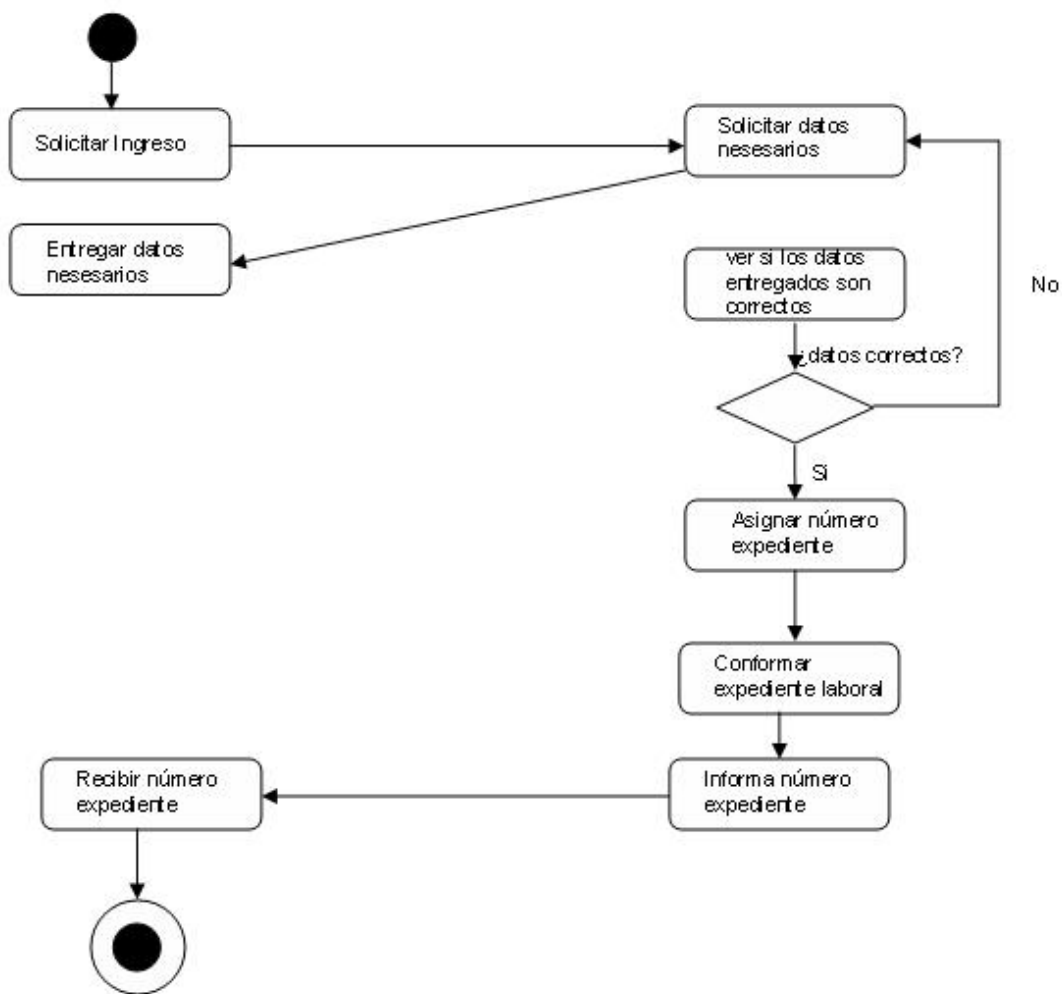 Solicitar Ingreso
Solicitar datos
nesesarios
Entregar datos
nesesarios
ver si los datos
entregados son
correctos
No
¿datos correctos?
Si
Asignar número
expediente
Conformar
expediente laboral
Recibir número
expediente
Informa número
expediente